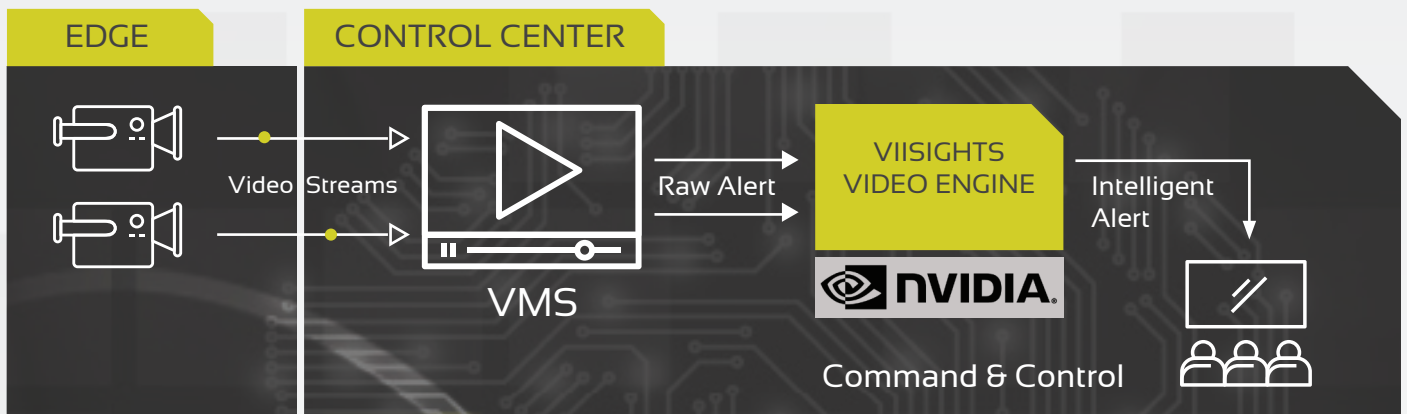 EDGE
CONTROL CENTER
Video Streams
VMS
Raw Alert
VIISIGHTS
VIDEO ENGINE
NVIDIA.
Intelligent
Alert
Command & Control